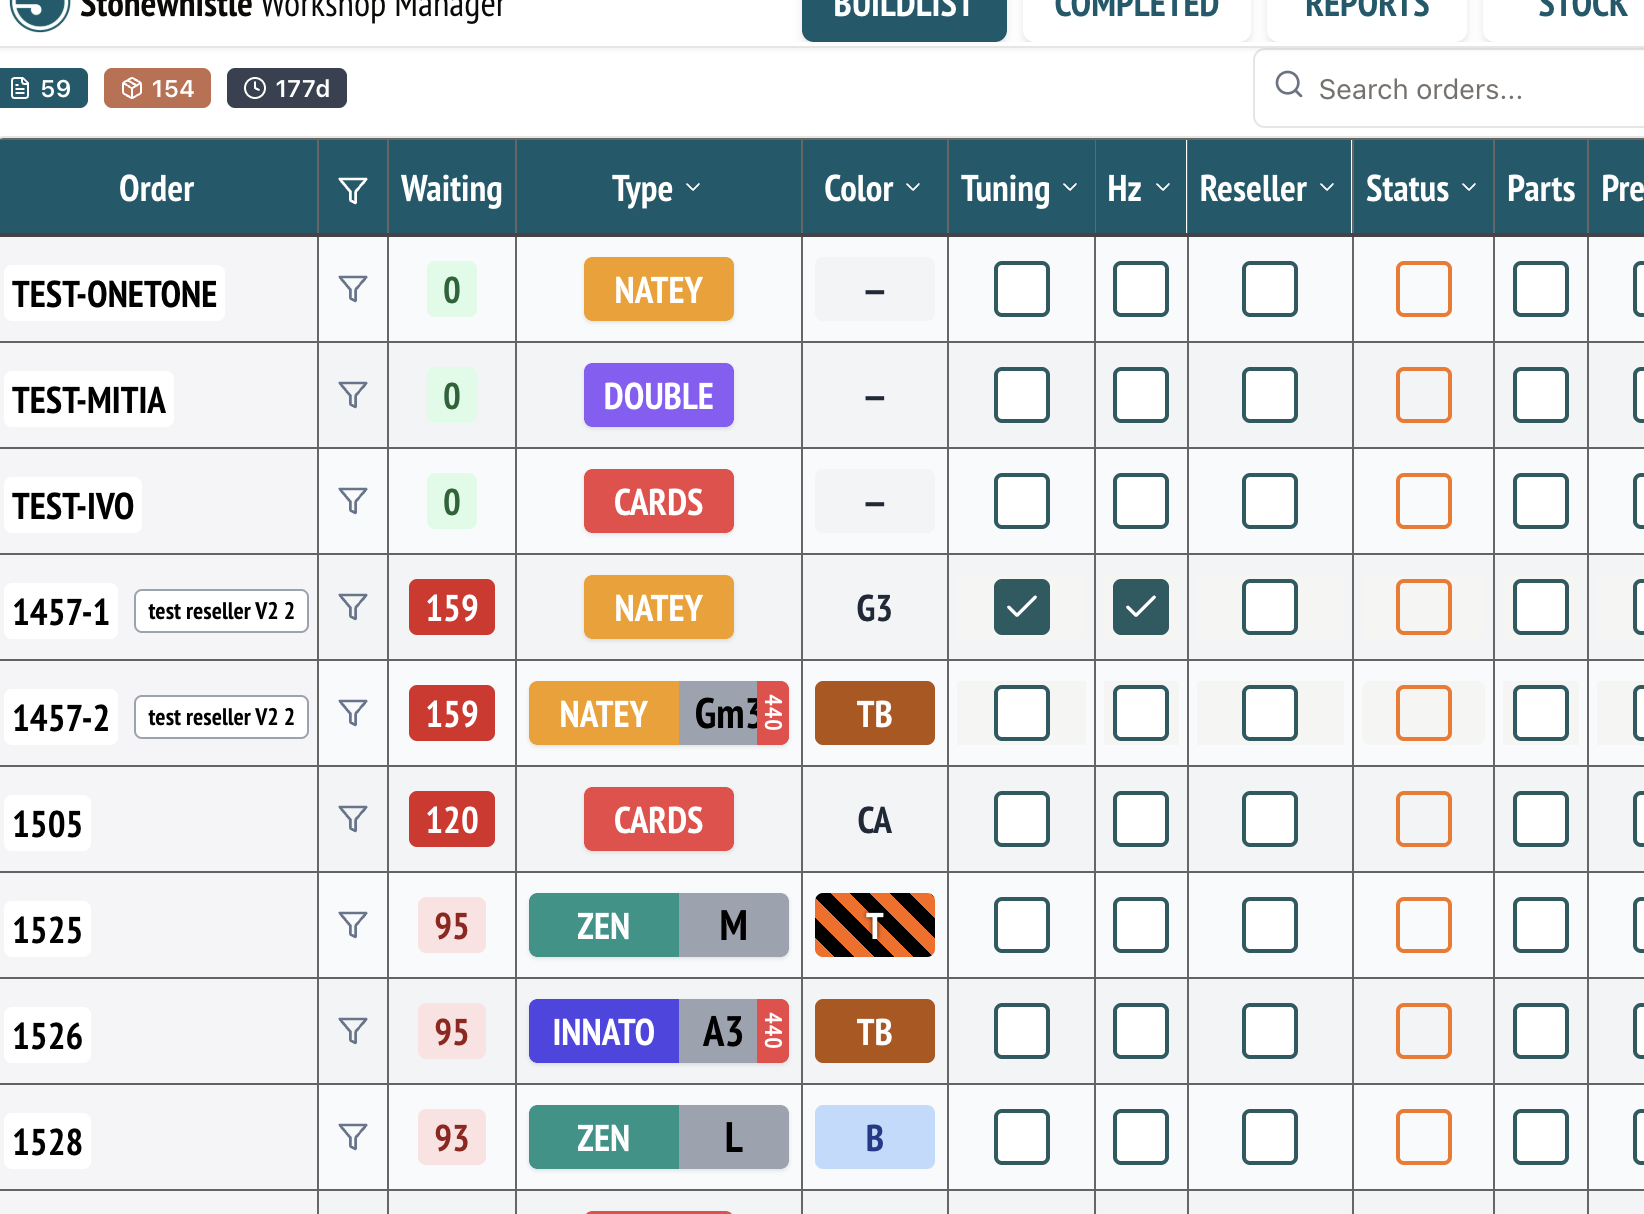 Stonewhistle Workshop Manager
BUILDLIST COMPLETED REPORTS STOCK
59 154 177d Search orders...
Order Waiting Type Color Tuning Hz Reseller Status Parts Pre
TEST-ONETONE 0 NATEY –
TEST-MITIA 0 DOUBLE –
TEST-IVO 0 CARDS –
1457-1 test reseller V2 2 159 NATEY G3
1457-2 test reseller V2 2 159 NATEY Gm3 440 TB
1505 120 CARDS CA
1525 95 ZEN M T
1526 95 INNATO A3 440 TB
1528 93 ZEN L B